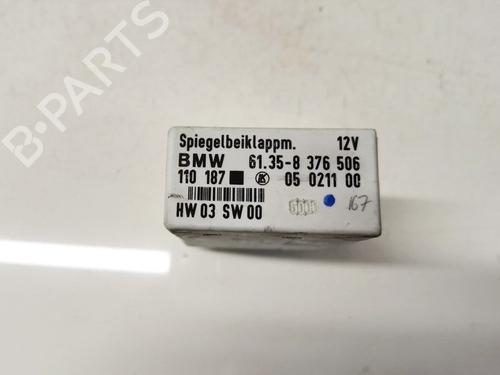 Spiegelbeiklappm. 12V
BMW 61.35-8 376 506
110 187 05 0211 00
HW 03 SW 00 167
B-PARTS